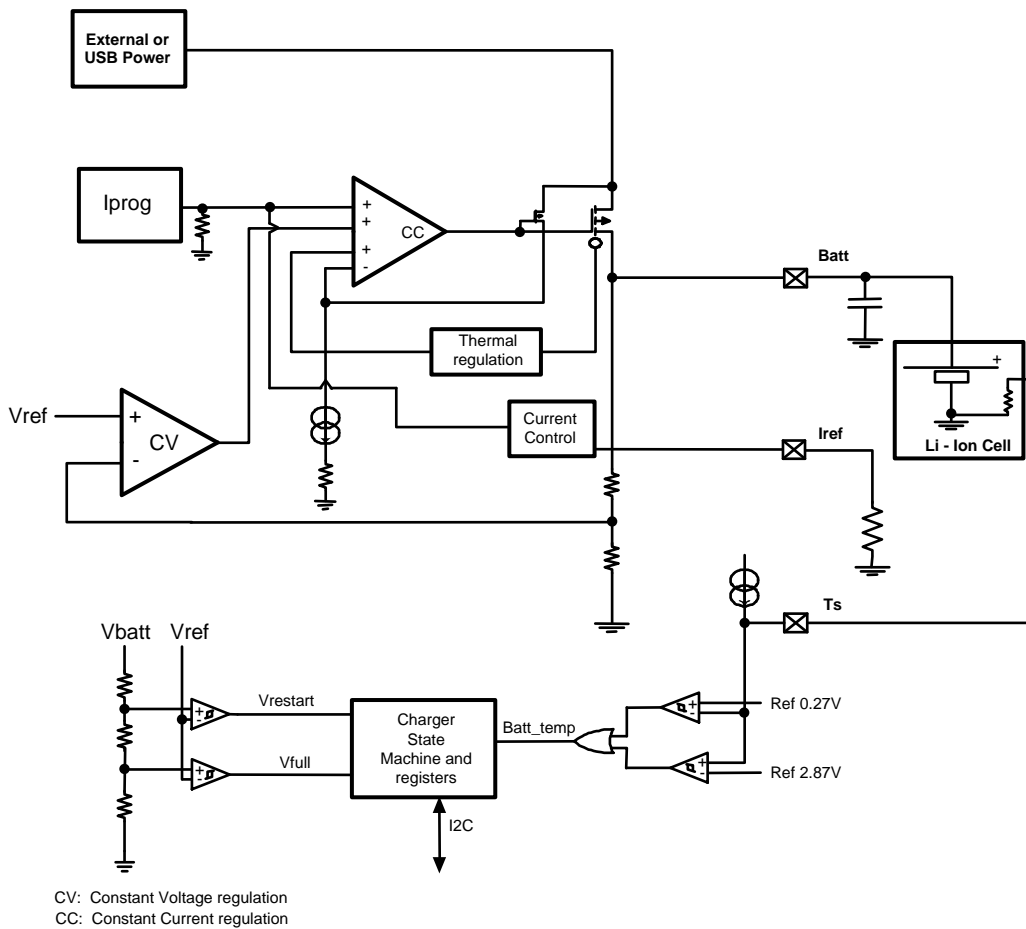 External or
USB Power
Iprog
+
+
+
-
CC
Batt
Thermal
regulation
+
Vref
+
-
CV
Current
Control
Iref
Li - Ion Cell
Ts
Vbatt
Vref
+
-
Vrestart
Charger
State
Machine and
registers
Batt_temp
+
-
Ref 0.27V
+
-
Vfull
+
-
Ref 2.87V
I2C
CV: Constant Voltage regulation
CC: Constant Current regulation